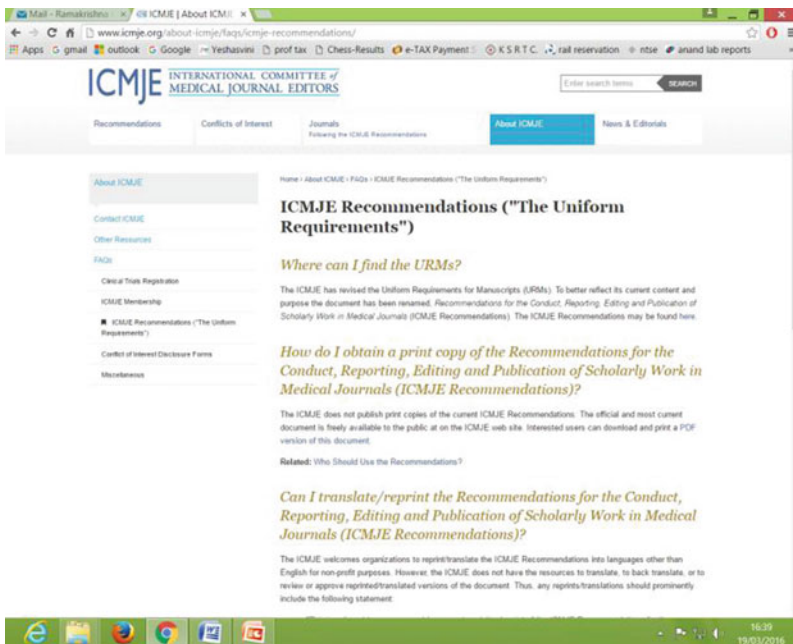 Mail - Ramakrishna
ICMJE | About ICMJE
www.icmje.org/about-icmje/faqs/icmje-recommendations/
Apps gmail outlook Google Yeshasvini prof tax Chess-Results e-TAX Payment K S R T C. rail reservation ntse anand lab reports
ICMJE INTERNATIONAL COMMITTEE of
MEDICAL JOURNAL EDITORS
Enter search terms SEARCH
Recommendations Conflicts of Interest Journals About ICMJE News & Editorials
Following the ICMJE Recommendations
About ICMJE
Contact ICMJE
Other Resources
FAQs
Clinical Trials Registration
ICMJE Membership
ICMJE Recommendations ("The Uniform
Requirements")
Conflict of Interest Disclosure Forms
Miscellaneous
Home > About ICMJE > FAQs > ICMJE Recommendations ("The Uniform Requirements")
ICMJE Recommendations ("The Uniform
Requirements")
Where can I find the URMs?
The ICMJE has revised the Uniform Requirements for Manuscripts (URMs). To better reflect its current content and
purpose the document has been renamed, Recommendations for the Conduct, Reporting, Editing and Publication of
Scholarly Work in Medical Journals (ICMJE Recommendations). The ICMJE Recommendations may be found here.
How do I obtain a print copy of the Recommendations for the
Conduct, Reporting, Editing and Publication of Scholarly Work in
Medical Journals (ICMJE Recommendations)?
The ICMJE does not publish print copies of the current ICMJE Recommendations. The official and most current
document is freely available to the public at on the ICMJE web site. Interested users can download and print a PDF
version of this document.
Related: Who Should Use the Recommendations?
Can I translate/reprint the Recommendations for the Conduct,
Reporting, Editing and Publication of Scholarly Work in Medical
Journals (ICMJE Recommendations)?
The ICMJE welcomes organizations to reprint/translate the ICMJE Recommendations into languages other than
English for non-profit purposes. However, the ICMJE does not have the resources to translate, to back translate, or to
review or approve reprinted/translated versions of the document. Thus, any reprints/translations should prominently
include the following statement:
16:39
19/03/2016